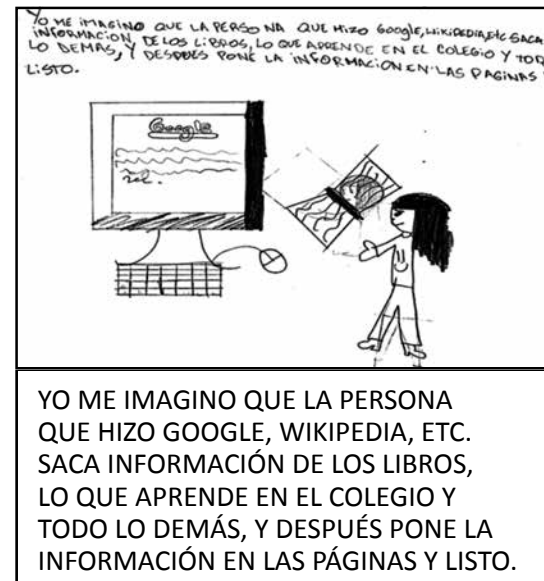 YO ME IMAGINO QUE LA PERSONA QUE HIZO Google, WIKIPEDIA, Etc SACA
INFORMACION DE LOS LIBROS, LO QUE APRENDE EN EL COLEGIO Y TOD
LO DEMAS, Y DESPUES PONE LA INFORMACION EN LAS PAGINAS
LISTO.
Google
YO ME IMAGINO QUE LA PERSONA
QUE HIZO GOOGLE, WIKIPEDIA, ETC.
SACA INFORMACIÓN DE LOS LIBROS,
LO QUE APRENDE EN EL COLEGIO Y
TODO LO DEMÁS, Y DESPUÉS PONE LA
INFORMACIÓN EN LAS PÁGINAS Y LISTO.